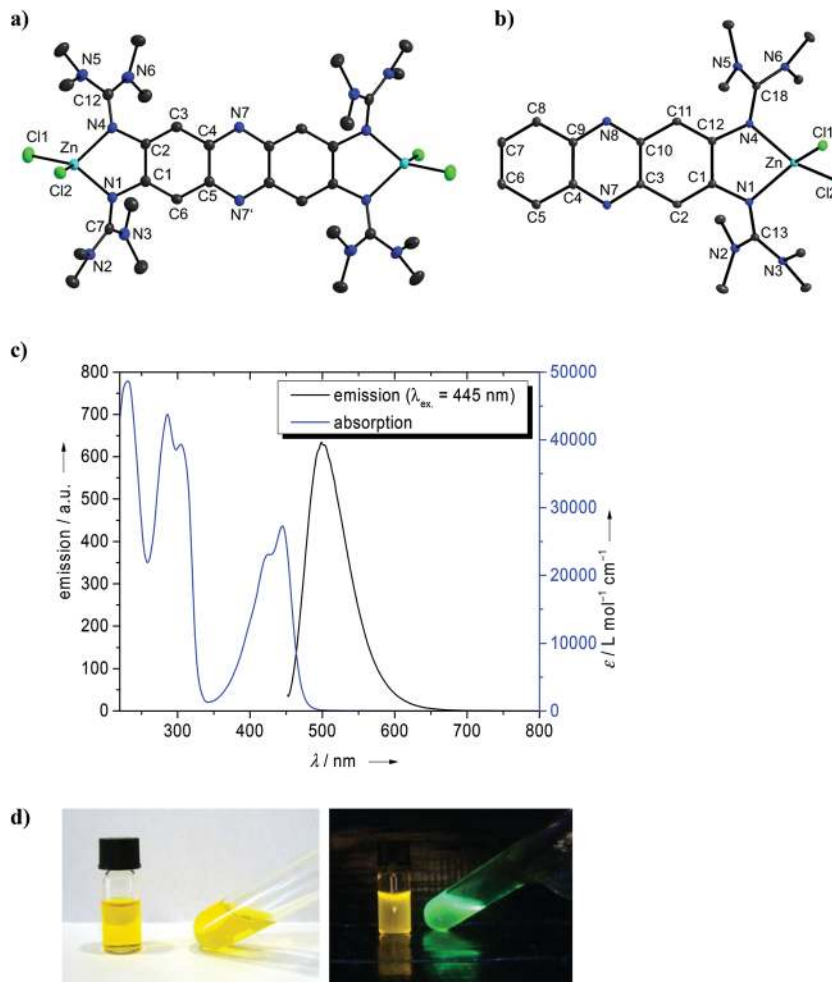 a)
N5
N6
C12
C3
N7
N4
C4
Zn
C2
Cl1
C1
Cl2
N1
C5
C7
C6
N7'
N3
N2
b)
N5
N6
C18
C8
C11
C9
N8
C12
N4
C7
C10
Cl1
Zn
C6
C3
C1
N1
Cl2
C4
N7
C5
C2
C13
N2
N3
c)
800
700
600
500
400
300
200
100
0
emission / a.u.
emission (λex. = 445 nm)
absorption
50000
40000
30000
20000
10000
0
ε / L mol⁻¹ cm⁻¹
300 400 500 600 700 800
λ / nm
d)